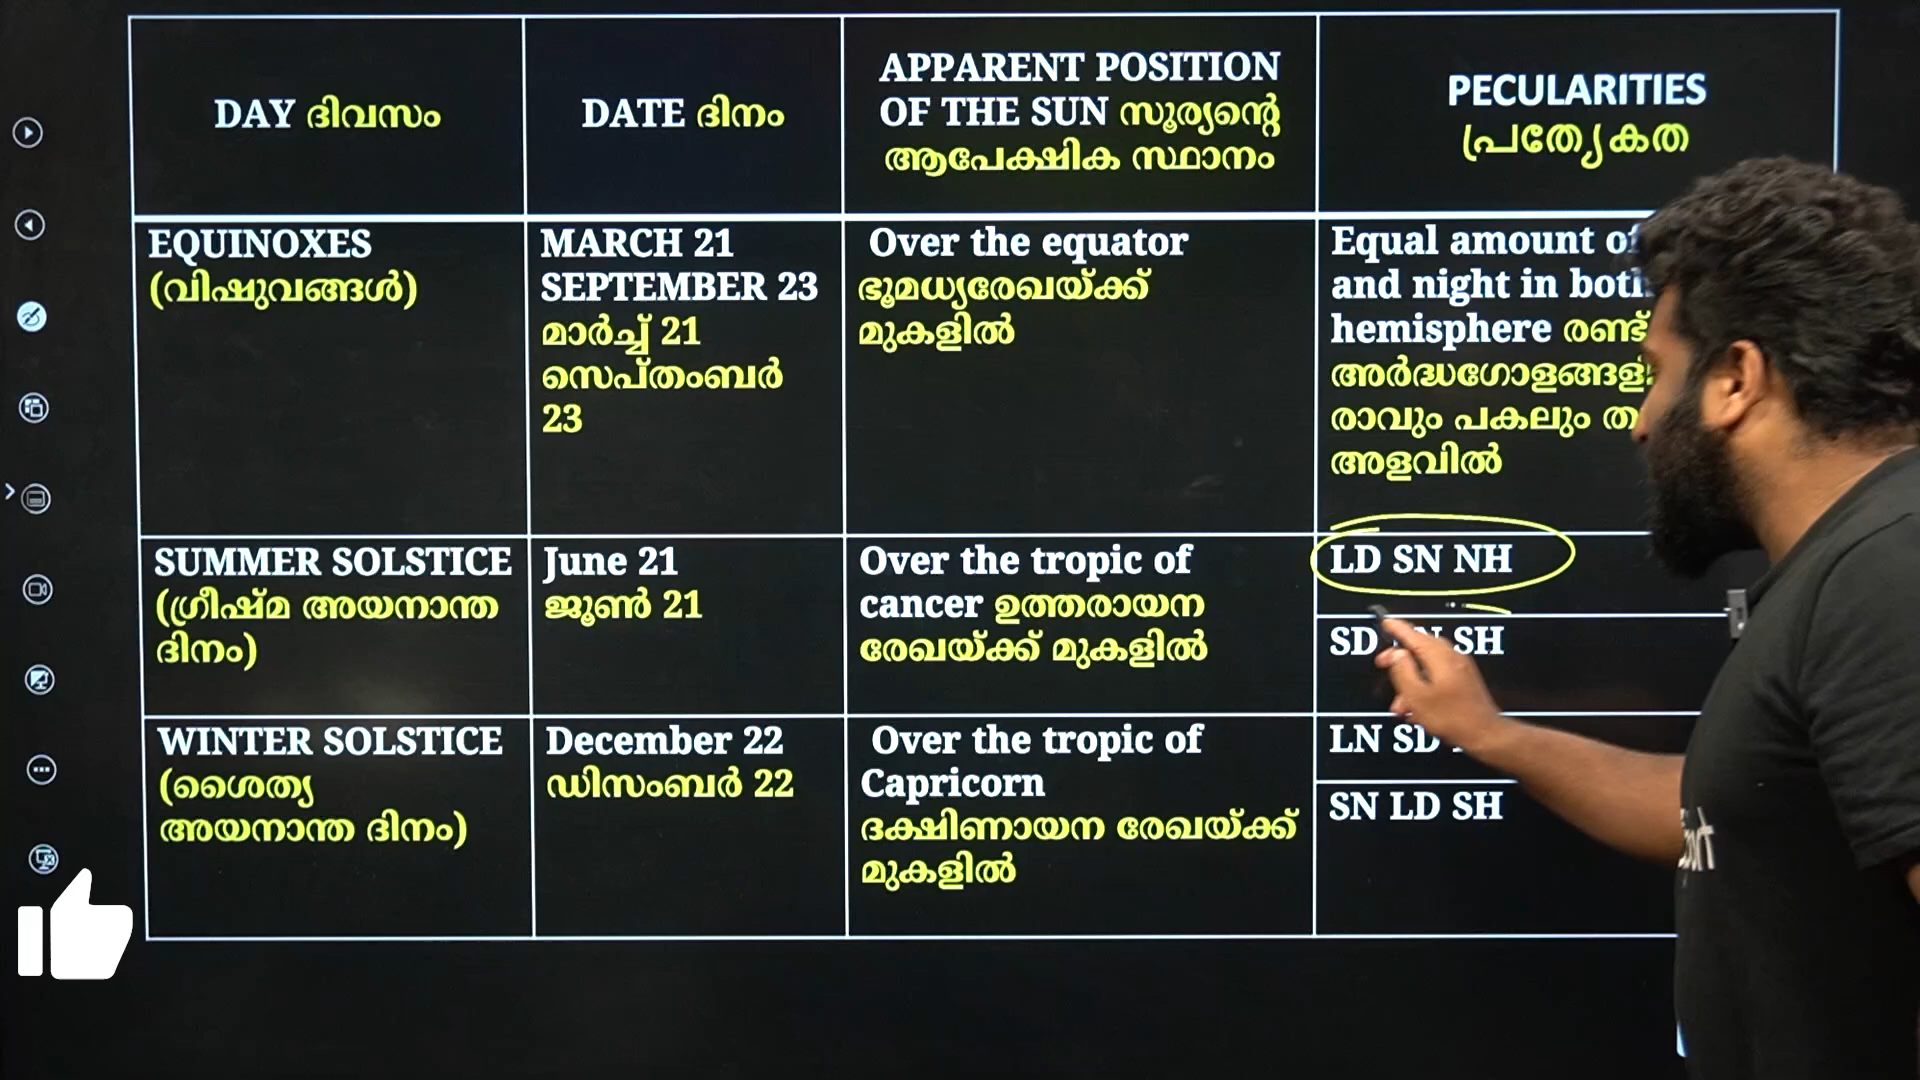 DAY ദിവസം
DATE ദിനം
APPARENT POSITION
OF THE SUN സൂര്യന്റെ
ആപേക്ഷിക സ്ഥാനം
PECULARITIES
പ്രത്യേകത
EQUINOXES
(വിഷുവങ്ങൾ)
MARCH 21
SEPTEMBER 23
മാർച്ച് 21
സെപ്തംബർ
23
Over the equator
ഭൂമധ്യരേഖയ്ക്ക്
മുകളിൽ
Equal amount of
and night in both
hemisphere രണ്ട്
രാവും പകലും
അളവിൽ
SUMMER SOLSTICE
(ഗ്രീഷ്മ അയനാന്ത
ദിനം)
June 21
ജൂൺ 21
Over the tropic of
cancer ഉത്തരായന
രേഖയ്ക്ക് മുകളിൽ
LD SN NH
SD SH
WINTER SOLSTICE
(ശൈത്യ
അയനാന്ത ദിനം)
December 22
ഡിസംബർ 22
Over the tropic of
Capricorn
ദക്ഷിണായന രേഖയ്ക്ക്
മുകളിൽ
LN SD
SN LD SH